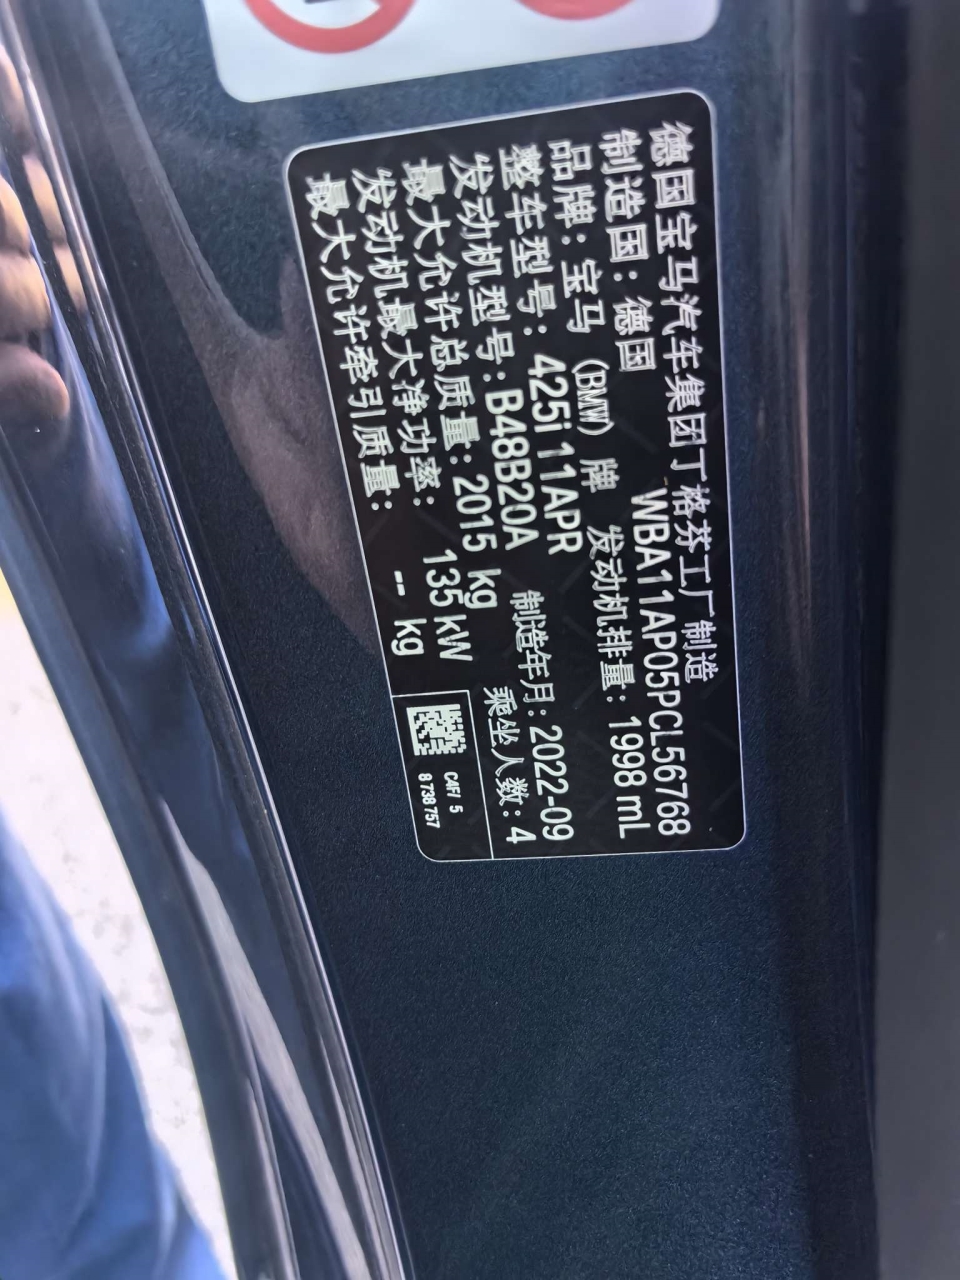 德国宝马汽车集团丁格芬工厂制造
制造国：德国 WBA11AP05PCL56768
品牌：宝马（BMW）牌 发动机排量：1998 mL
整车型号：425i 11APR 制造年月：2022-09
发动机型号：B48B20A 乘坐人数：4
最大允许总质量：2015 kg
发动机最大净功率： 135 kW
最大允许牵引质量： -- kg
C4F/ 5
8 738 757